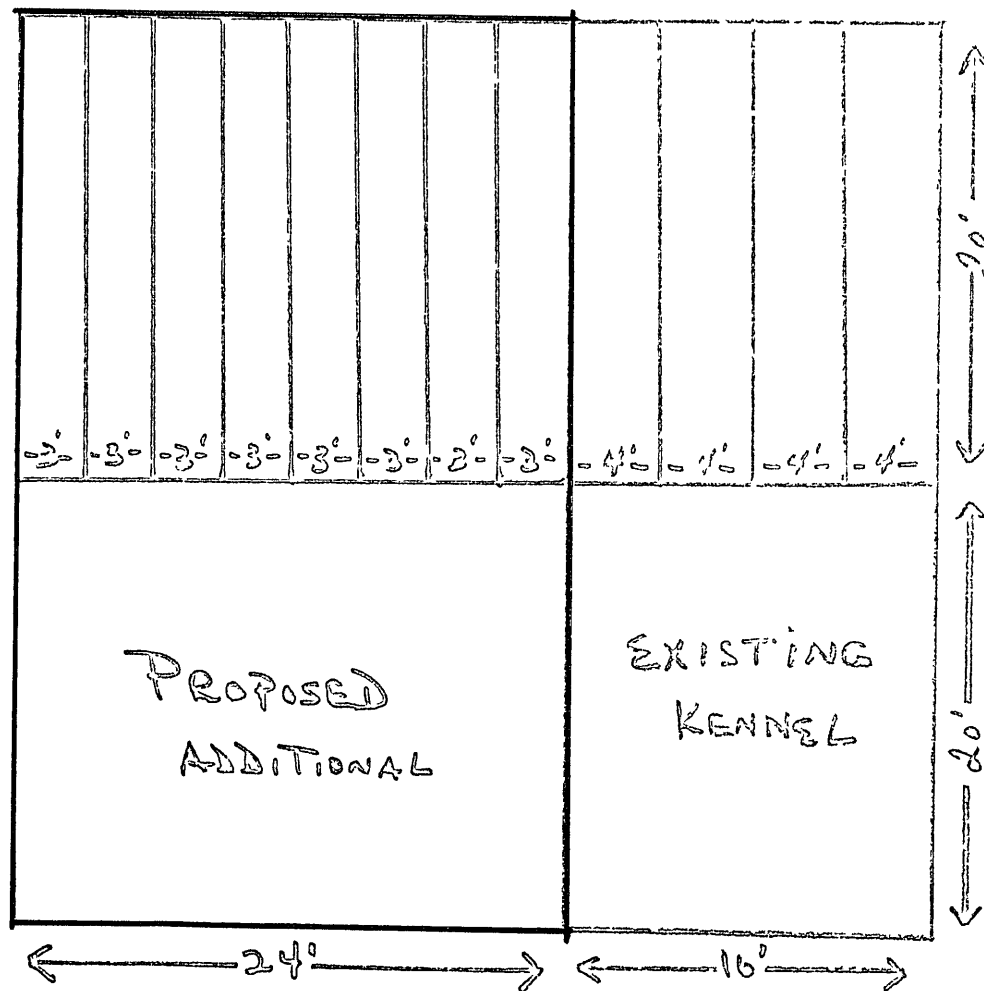 20'
-3'- -3'- -3'- -3'- -3'- -3'- -3'- -3'- -4'- -4'- -4'- -4'-
PROPOSED
ADDITIONAL
EXISTING
KENNEL
20'
24' 16'